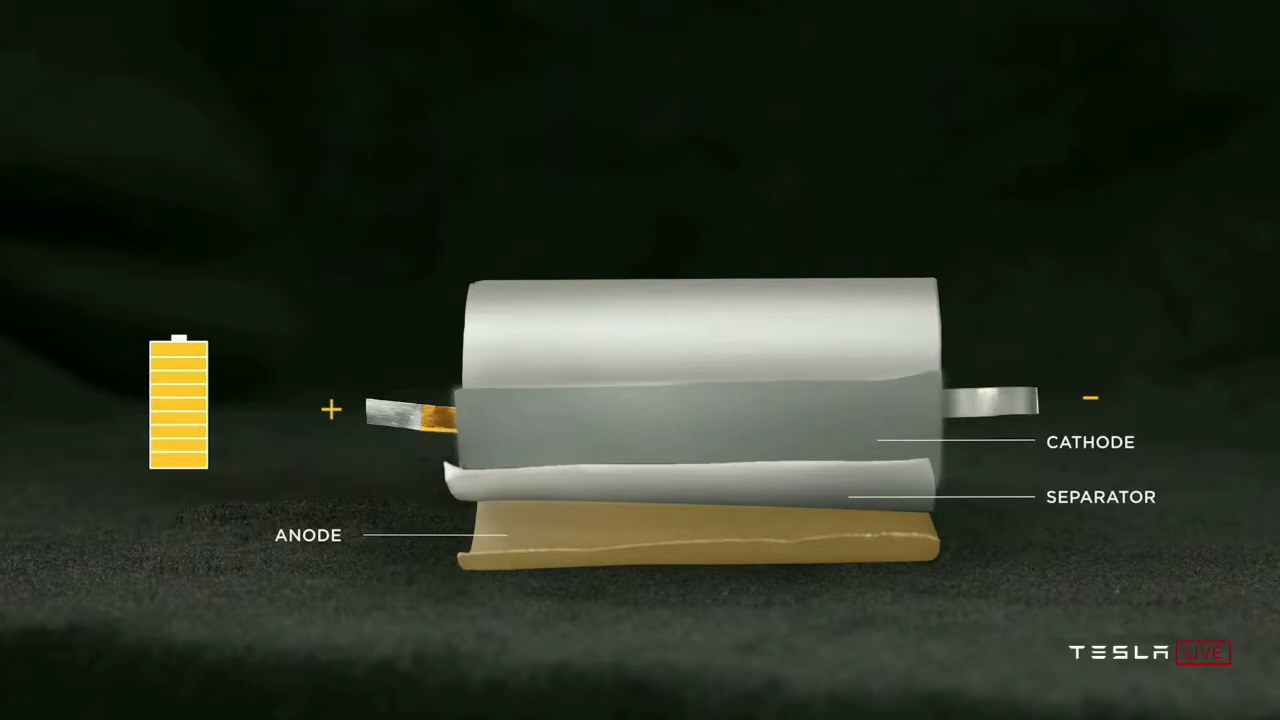 +
-
CATHODE
SEPARATOR
ANODE
TESLA LIVE